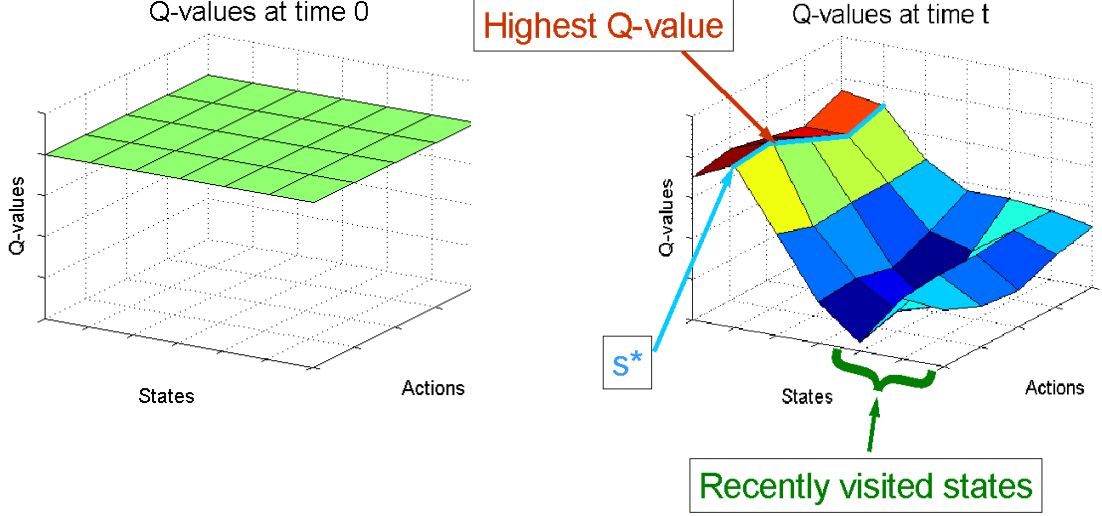 Q-values at time 0
Q-values
States
Actions
Highest Q-value
Q-values at time t
Q-values
s*
States
Actions
Recently visited states